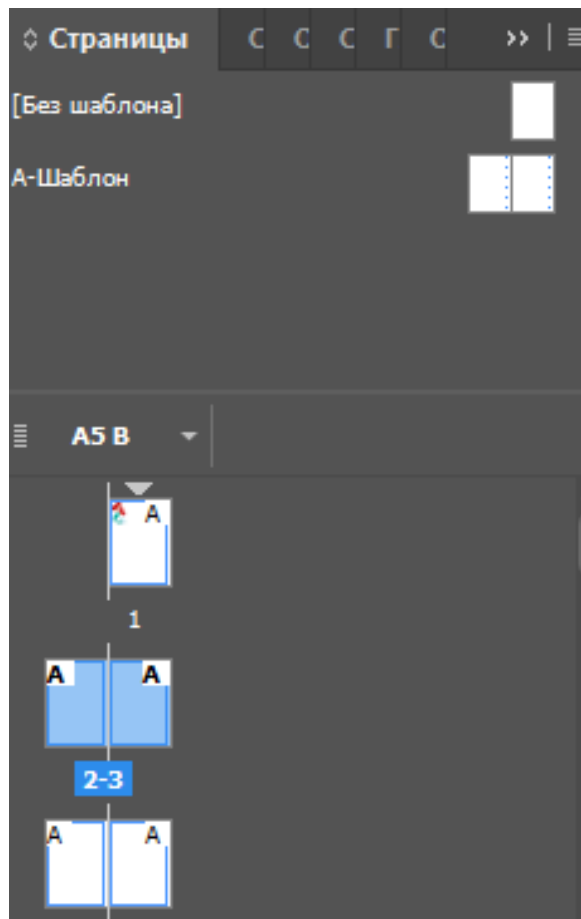 Страницы С С С Г С
[Без шаблона]
A-Шаблон
A5 В
A
1
A A
2-3
A A